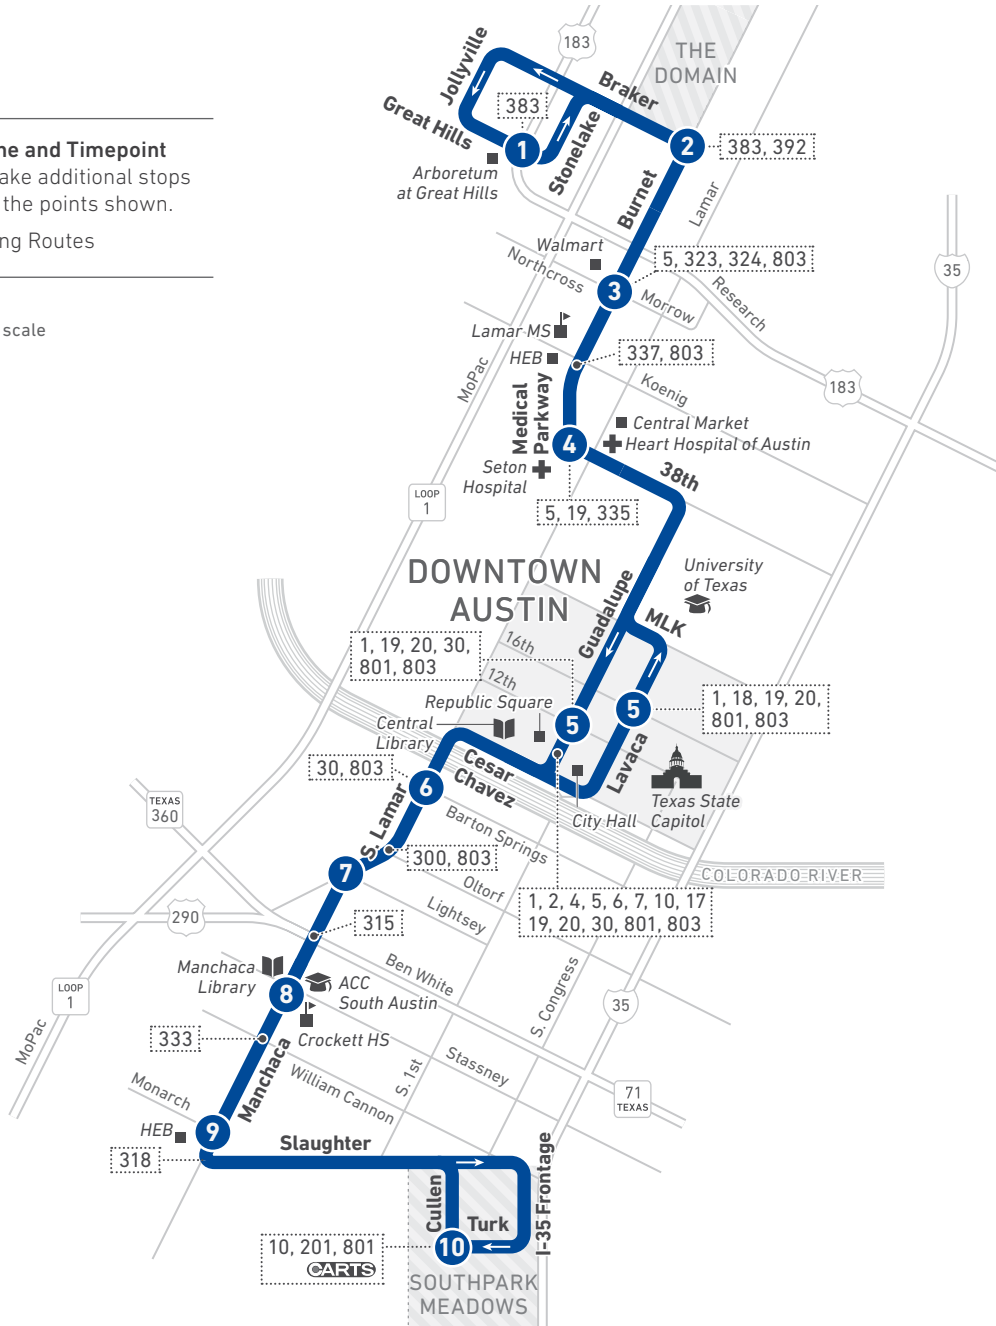 183
THE
DOMAIN
Jollyville
Braker
383
Great Hills
Stonelake
1
2
383, 392
ne and Timepoint
ake additional stops
the points shown.
ng Routes
scale
Arboretum
at Great Hills
Burnet
Lamar
Walmart
Northcross
5, 323, 324, 803
35
3
Morrow
Research
Lamar MS
HEB
337, 803
MoPac
Koenig
183
Medical
Parkway
Central Market
4
Heart Hospital of Austin
Seton
Hospital
38th
LOOP
1
5, 19, 335
DOWNTOWN
AUSTIN
University
of Texas
Guadalupe
MLK
16th
1, 19, 20, 30,
801, 803
12th
Republic Square
5
5
1, 18, 19, 20,
801, 803
Central
Library
Lavaca
Cesar
Chavez
30, 803
6
Texas State
Capitol
City Hall
TEXAS
360
S. Lamar
Barton Springs
300, 803
7
COLORADO RIVER
Oltorf
1, 2, 4, 5, 6, 7, 10, 17
19, 20, 30, 801, 803
290
315
Lightsey
Manchaca
Library
Ben White
LOOP
1
8
ACC
South Austin
S. Congress
35
Crockett HS
333
MoPac
Manchaca
Stassney
S. 1st
William Cannon
Monarch
71
TEXAS
9
HEB
Slaughter
318
I-35 Frontage
Cullen
Turk
10, 201, 801
CARTS
10
SOUTHPARK
MEADOWS